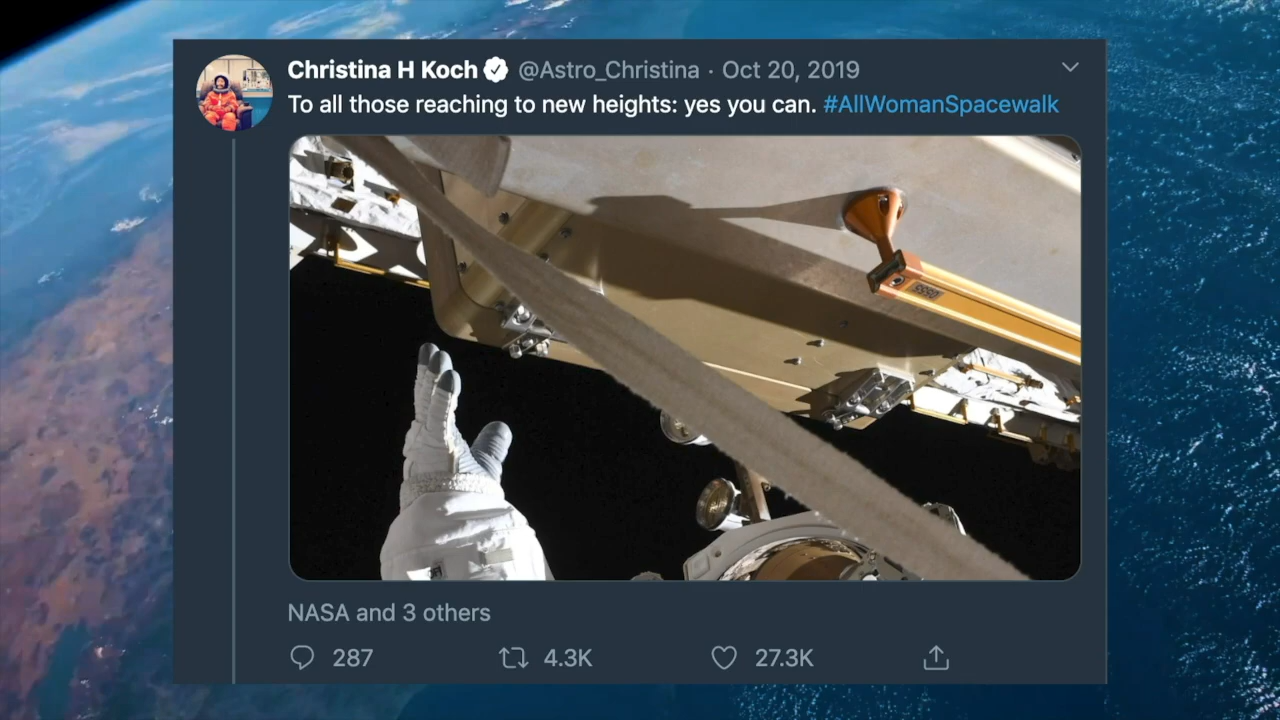 Christina H Koch @Astro_Christina · Oct 20, 2019
To all those reaching to new heights: yes you can. #AllWomanSpacewalk
NASA and 3 others
287 4.3K 27.3K